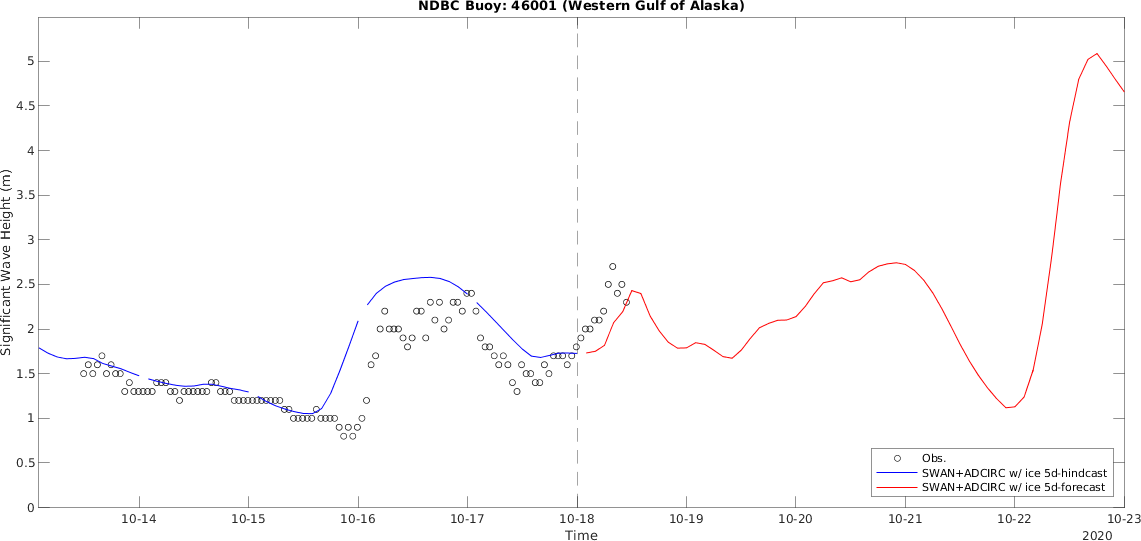 NDBC Buoy: 46001 (Western Gulf of Alaska)
Significant Wave Height (m)
5
4.5
4
3.5
3
2.5
2
1.5
1
0.5
0
Obs.
SWAN+ADCIRC w/ ice 5d-hindcast
SWAN+ADCIRC w/ ice 5d-forecast
10-14 10-15 10-16 10-17 10-18 10-19 10-20 10-21 10-22 10-23
Time
2020